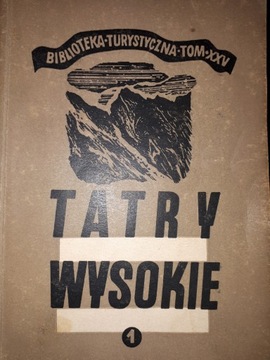 BIBLIOTEKA·TURYSTYCZNA·TOM·XXV
TATRY
WYSOKIE
1